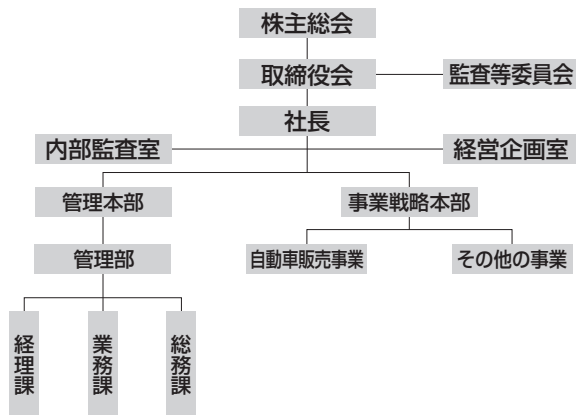 株主総会
取締役会
監査等委員会
社長
内部監査室
経営企画室
管理本部
事業戦略本部
管理部
自動車販売事業
その他の事業
経理課
業務課
総務課